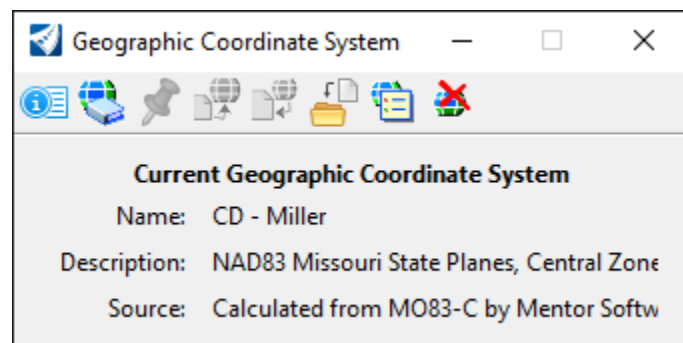 Geographic Coordinate System
Current Geographic Coordinate System
Name: CD - Miller
Description: NAD83 Missouri State Planes, Central Zone
Source: Calculated from MO83-C by Mentor Softw